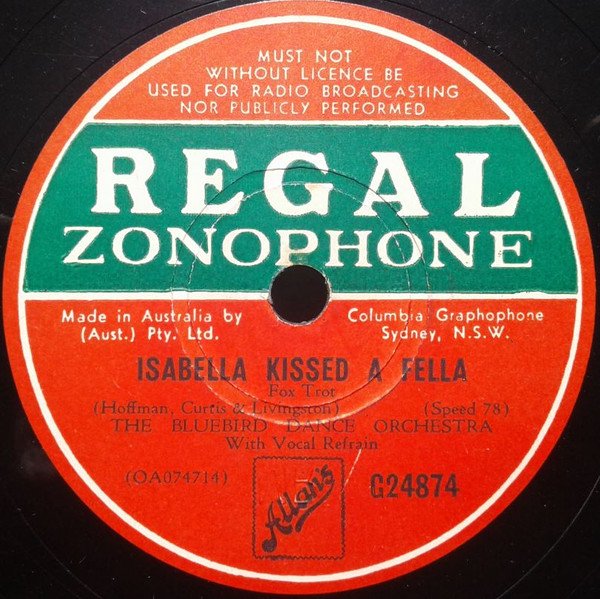 MUST NOT
WITHOUT LICENCE BE
USED FOR RADIO BROADCASTING
NOR PUBLICLY PERFORMED
REGAL
ZONOPHONE
Made in Australia by Columbia Graphophone
(Aust.) Pty. Ltd. Sydney, N.S.W.
ISABELLA KISSED A FELLA
Fox Trot
(Hoffman, Curtis & Livingston) (Speed 78)
THE BLUEBIRD DANCE ORCHESTRA
With Vocal Refrain
(OA074714) Allan's G24874